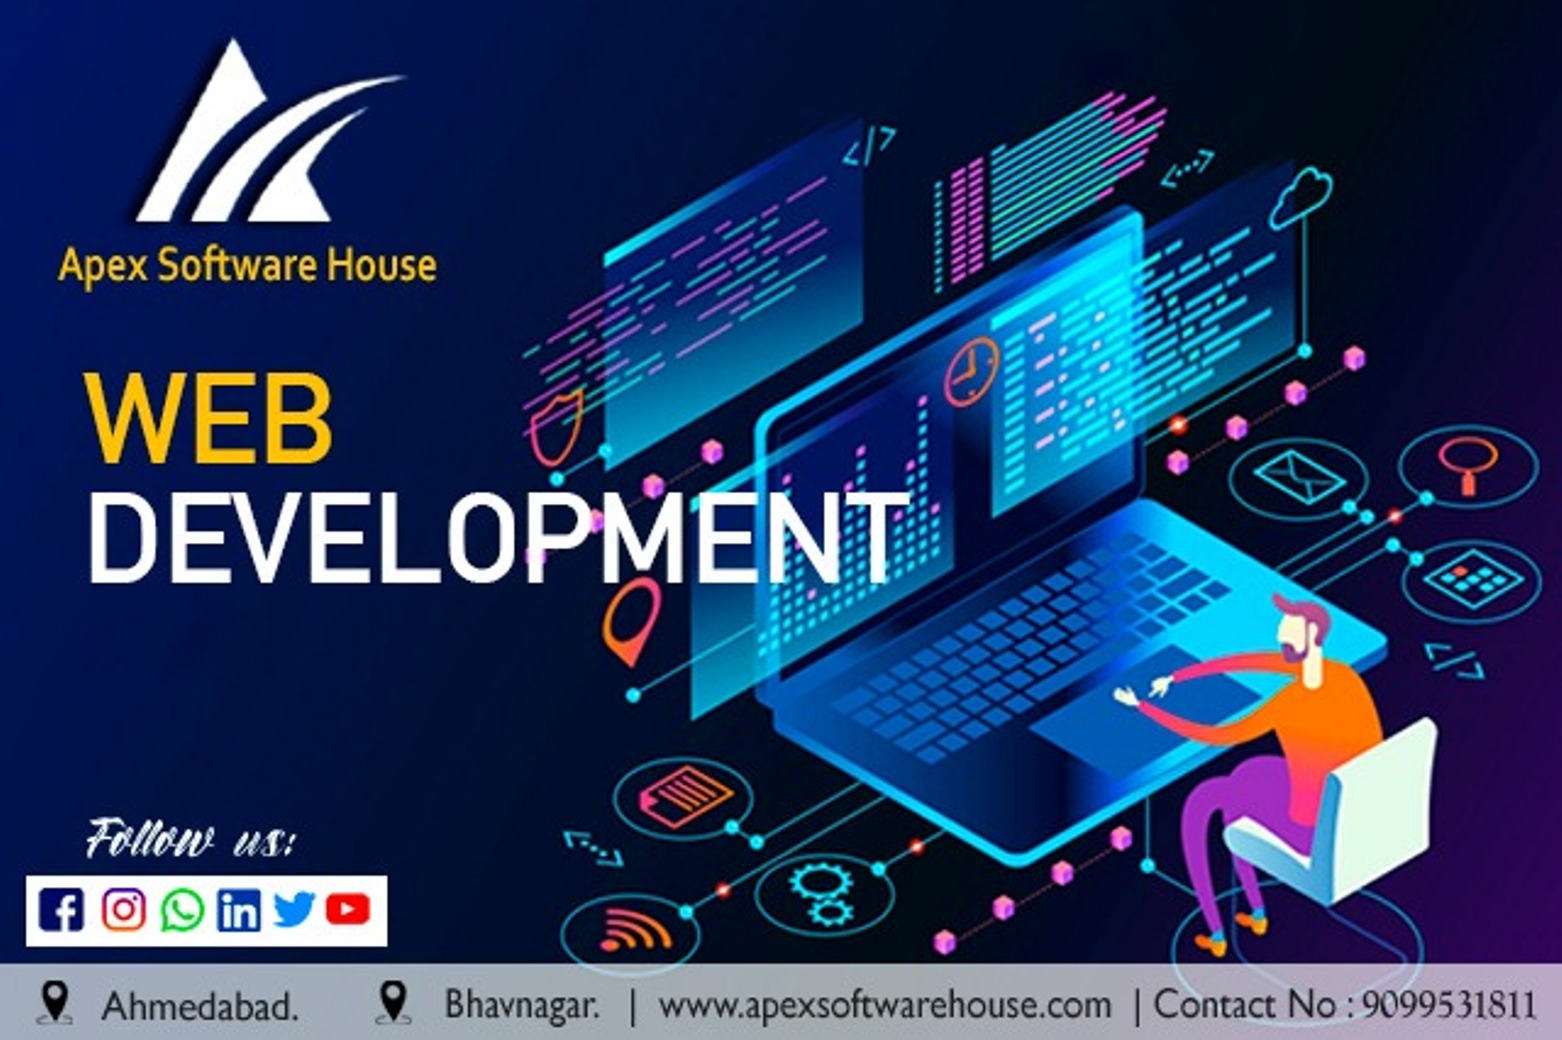 Apex Software House
WEB
DEVELOPMENT
Follow us:
Ahmedabad. Bhavnagar. | www.apexsoftwarehouse.com | Contact No : 9099531811